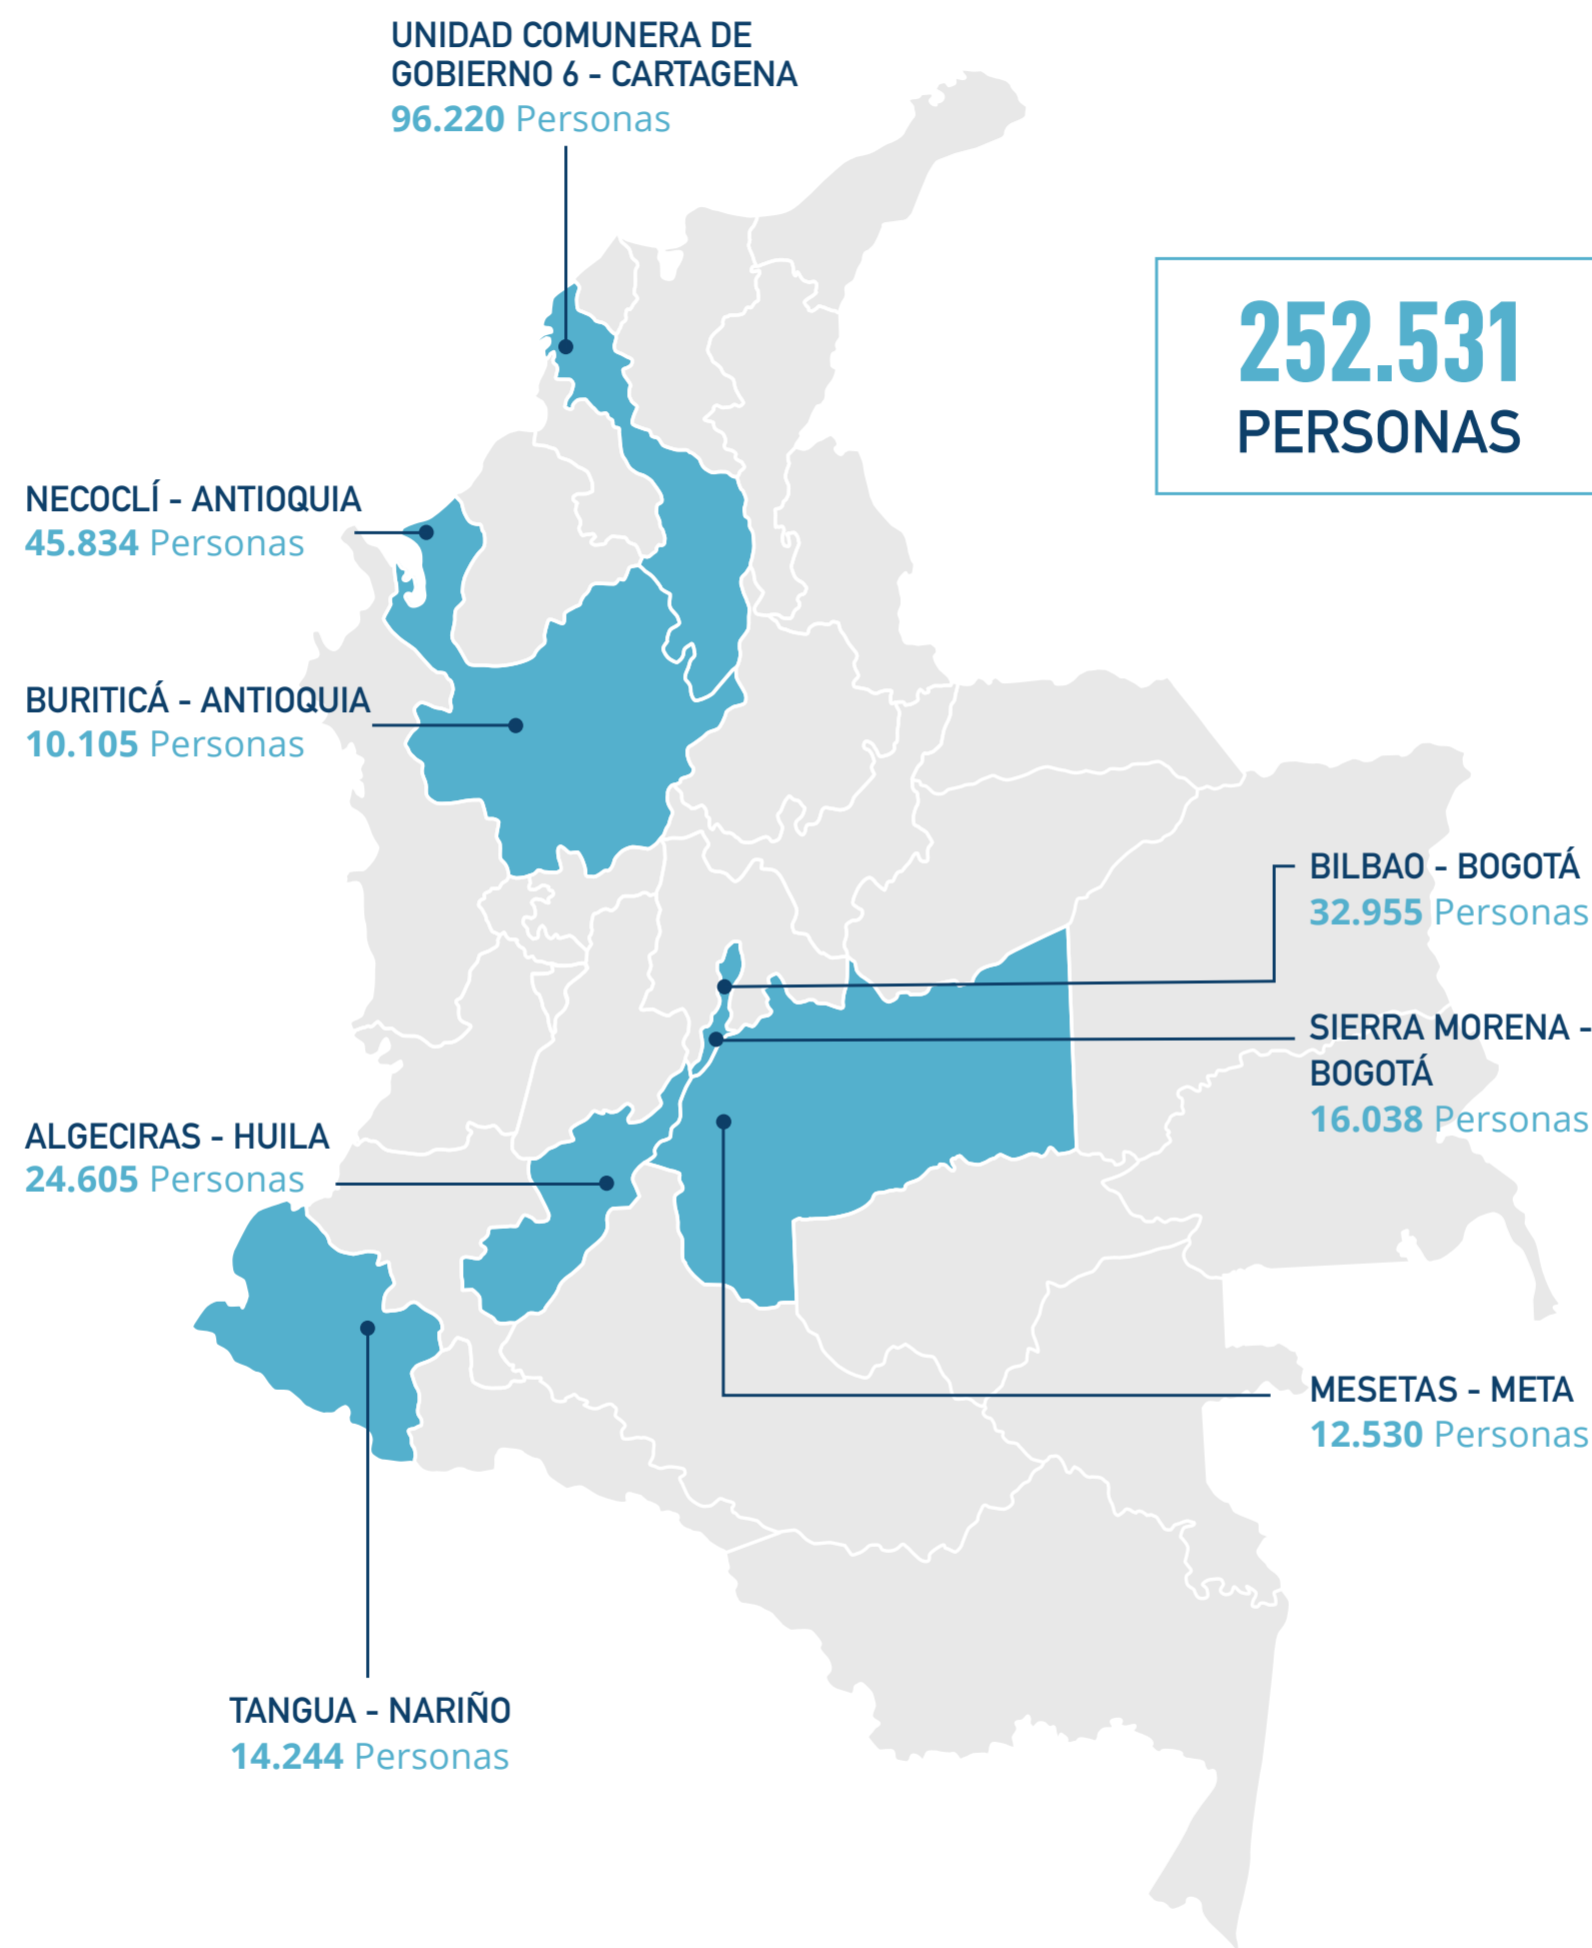 UNIDAD COMUNERA DE
GOBIERNO 6 - CARTAGENA
96.220 Personas
252.531
PERSONAS
NECOCLÍ - ANTIOQUIA
45.834 Personas
BURITICÁ - ANTIOQUIA
10.105 Personas
BILBAO - BOGOTÁ
32.955 Personas
SIERRA MORENA -
BOGOTÁ
16.038 Personas
ALGECIRAS - HUILA
24.605 Personas
MESETAS - META
12.530 Personas
TANGUA - NARIÑO
14.244 Personas